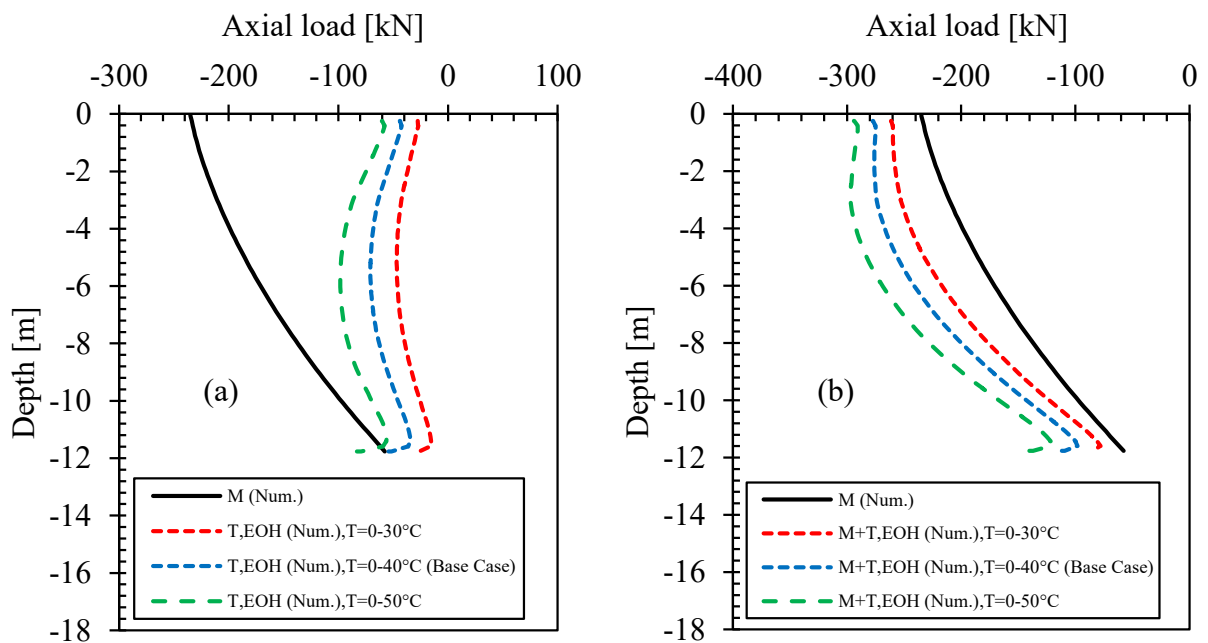 Axial load [kN]
-300 -200 -100 0 100
0
-2
-4
-6
-8
-10
-12
-14
-16
-18
Depth [m]
(a)
M (Num.)
T,EOH (Num.),T=0-30°C
T,EOH (Num.),T=0-40°C (Base Case)
T,EOH (Num.),T=0-50°C
Axial load [kN]
-400 -300 -200 -100 0
0
-2
-4
-6
-8
-10
-12
-14
-16
-18
Depth [m]
(b)
M (Num.)
M+T,EOH (Num.),T=0-30°C
M+T,EOH (Num.),T=0-40°C (Base Case)
M+T,EOH (Num.),T=0-50°C